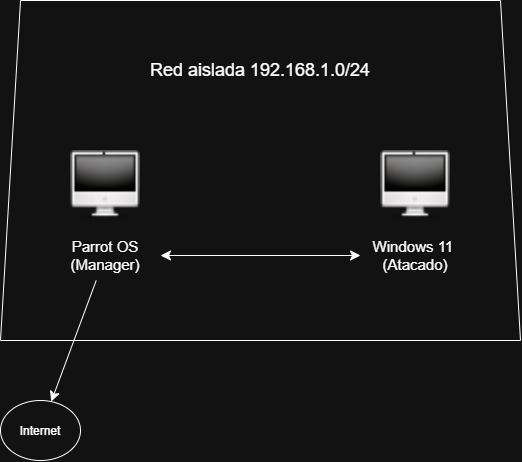 Red aislada 192.168.1.0/24
Parrot OS
(Manager)
Windows 11
(Atacado)
Internet